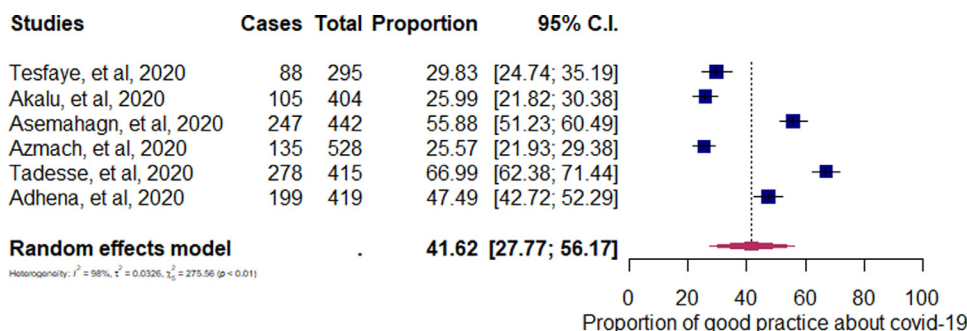 Studies Cases Total Proportion 95% C.I.
Tesfaye, et al, 2020 88 295 29.83 [24.74; 35.19]
Akalu, et al, 2020 105 404 25.99 [21.82; 30.38]
Asemahagn, et al, 2020 247 442 55.88 [51.23; 60.49]
Azmach, et al, 2020 135 528 25.57 [21.93; 29.38]
Tadesse, et al, 2020 278 415 66.99 [62.38; 71.44]
Adhena, et al, 2020 199 419 47.49 [42.72; 52.29]
Random effects model . 41.62 [27.77; 56.17]
Heterogeneity: I² = 98%, τ² = 0.0326, χ²₅ = 275.56 (p < 0.01)
0 20 40 60 80 100
Proportion of good practice about covid-19